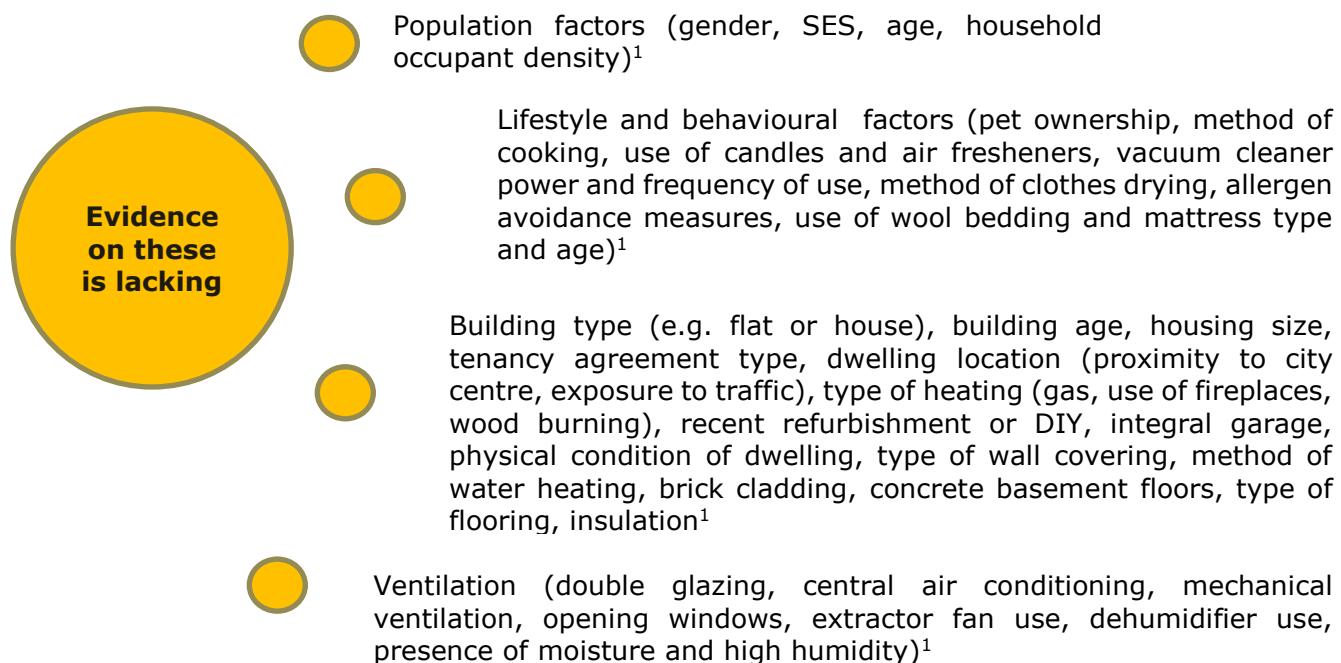 Population factors (gender, SES, age, household
occupant density)¹
Lifestyle and behavioural factors (pet ownership, method of
cooking, use of candles and air fresheners, vacuum cleaner
power and frequency of use, method of clothes drying, allergen
avoidance measures, use of wool bedding and mattress type
and age)¹
Evidence
on these
is lacking
Building type (e.g. flat or house), building age, housing size,
tenancy agreement type, dwelling location (proximity to city
centre, exposure to traffic), type of heating (gas, use of fireplaces,
wood burning), recent refurbishment or DIY, integral garage,
physical condition of dwelling, type of wall covering, method of
water heating, brick cladding, concrete basement floors, type of
flooring, insulation¹
Ventilation (double glazing, central air conditioning, mechanical
ventilation, opening windows, extractor fan use, dehumidifier use,
presence of moisture and high humidity)¹